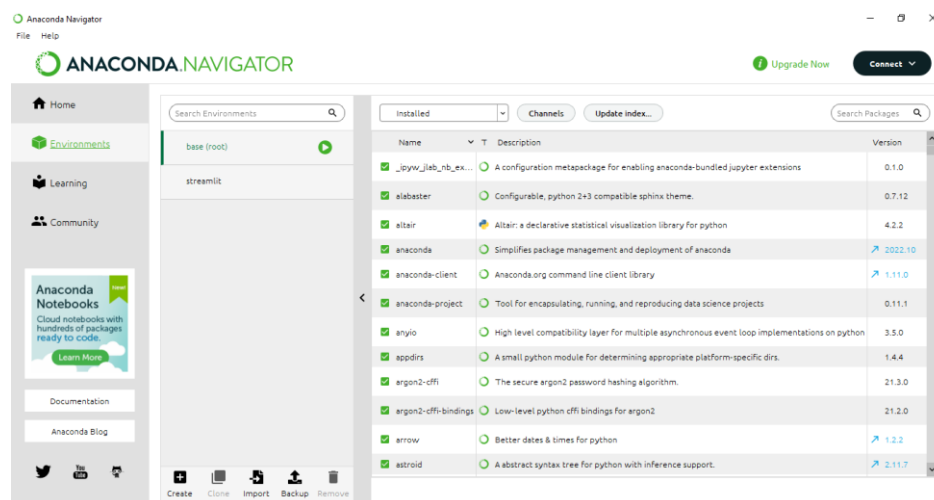 Anaconda Navigator
File Help
ANACONDA.NAVIGATOR
Upgrade Now
Connect
Home
Environments
Learning
Community
Anaconda Notebooks
New!
Cloud notebooks with
hundreds of packages
ready to code.
Learn More
Documentation
Anaconda Blog
You Tube
Search Environments
base (root)
streamlit
Create Clone Import Backup Remove
Installed Channels Update index... Search Packages
Name T Description Version
_ipyw_jlab_nb_ex... A configuration metapackage for enabling anaconda-bundled jupyter extensions 0.1.0
alabaster Configurable, python 2+3 compatible sphinx theme. 0.7.12
altair Altair: a declarative statistical visualization library for python 4.2.2
anaconda Simplifies package management and deployment of anaconda 2022.10
anaconda-client Anaconda.org command line client library 1.11.0
anaconda-project Tool for encapsulating, running, and reproducing data science projects 0.11.1
anyio High level compatibility layer for multiple asynchronous event loop implementations on python 3.5.0
appdirs A small python module for determining appropriate platform-specific dirs. 1.4.4
argon2-cffi The secure argon2 password hashing algorithm. 21.3.0
argon2-cffi-bindings Low-level python cffi bindings for argon2 21.2.0
arrow Better dates & times for python 1.2.2
astroid A abstract syntax tree for python with inference support. 2.11.7